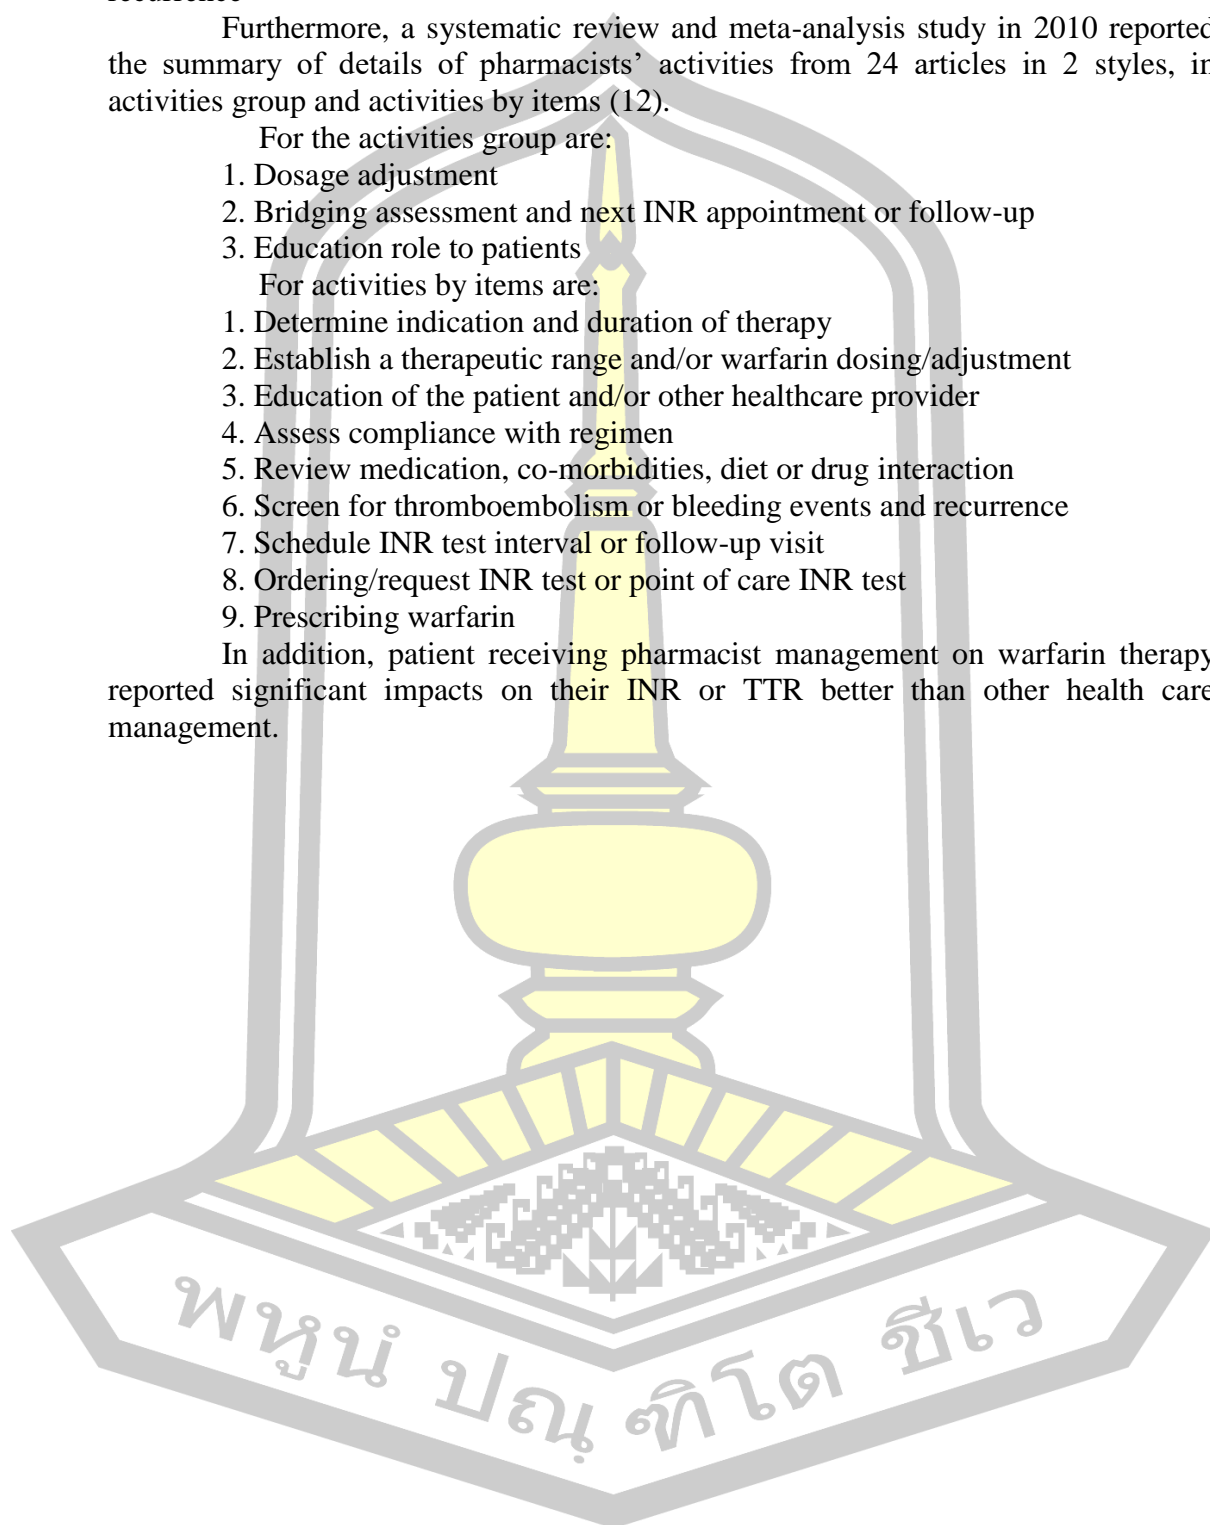 recurrence
Furthermore, a systematic review and meta-analysis study in 2010 reported
the summary of details of pharmacists’ activities from 24 articles in 2 styles, in
activities group and activities by items (12).
For the activities group are:
1. Dosage adjustment
2. Bridging assessment and next INR appointment or follow-up
3. Education role to patients
For activities by items are:
1. Determine indication and duration of therapy
2. Establish a therapeutic range and/or warfarin dosing/adjustment
3. Education of the patient and/or other healthcare provider
4. Assess compliance with regimen
5. Review medication, co-morbidities, diet or drug interaction
6. Screen for thromboembolism or bleeding events and recurrence
7. Schedule INR test interval or follow-up visit
8. Ordering/request INR test or point of care INR test
9. Prescribing warfarin
In addition, patient receiving pharmacist management on warfarin therapy
reported significant impacts on their INR or TTR better than other health care
management.
พหูนํ ปณฺฑิโต ชีเว